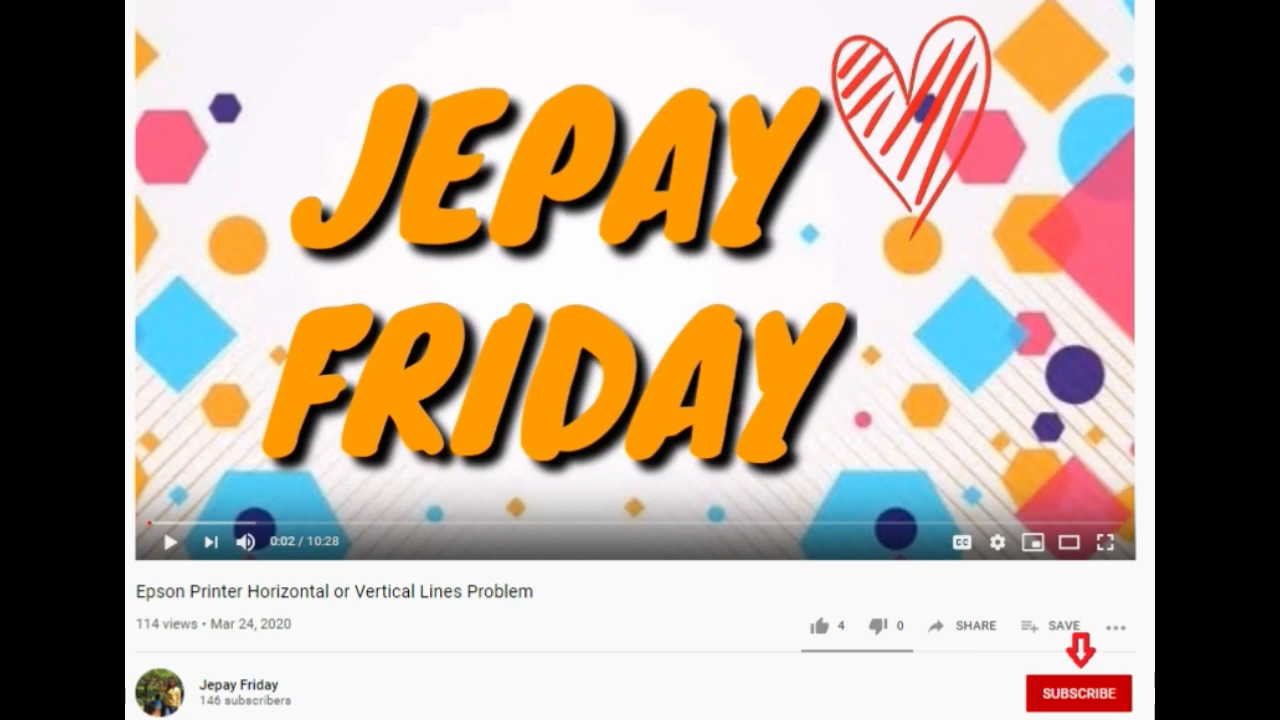 JEPAY
FRIDAY
0:02 / 10:28
CC
Epson Printer Horizontal or Vertical Lines Problem
114 views • Mar 24, 2020
4 0 SHARE SAVE
Jepay Friday
146 subscribers
SUBSCRIBE